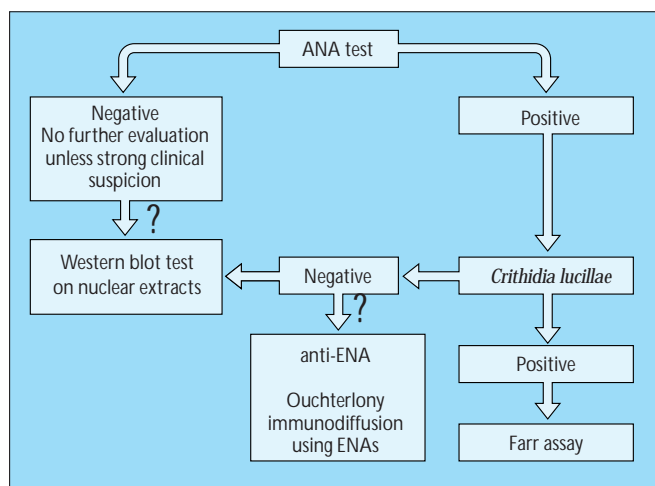 ANA test
Negative
No further evaluation
unless strong clinical
suspicion
Positive
?
Western blot test
on nuclear extracts
Negative
Crithidia lucillae
?
anti-ENA
Ouchterlony
immunodiffusion
using ENAs
Positive
Farr assay